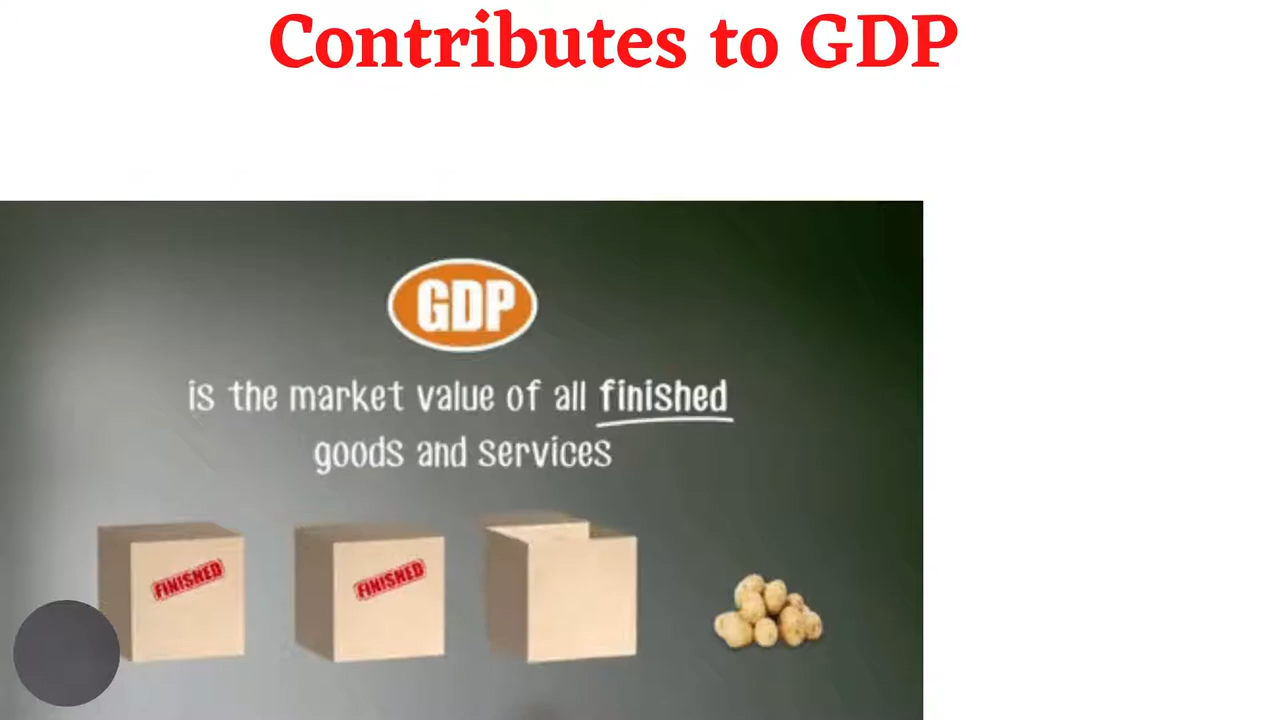 Contributes to GDP
GDP
is the market value of all finished
goods and services
FINISHED
FINISHED